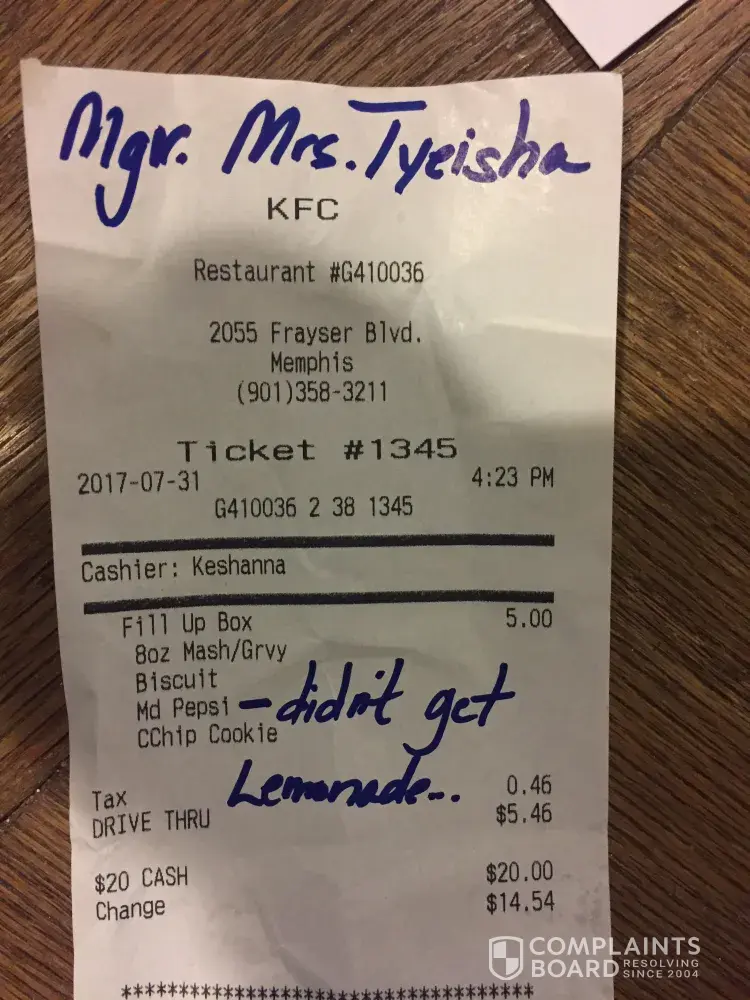 Mgr. Mrs. Tyeisha
KFC
Restaurant #G410036
2055 Frayser Blvd.
Memphis
(901)358-3211
Ticket #1345
2017-07-31 4:23 PM
G410036 2 38 1345
Cashier: Keshanna
Fill Up Box 5.00
8oz Mash/Grvy
Biscuit
Md Pepsi - didn't get
CChip Cookie
Lemonade...
Tax 0.46
DRIVE THRU $5.46
$20 CASH $20.00
Change $14.54
COMPLAINTS
BOARD RESOLVING SINCE 2004
***********************************